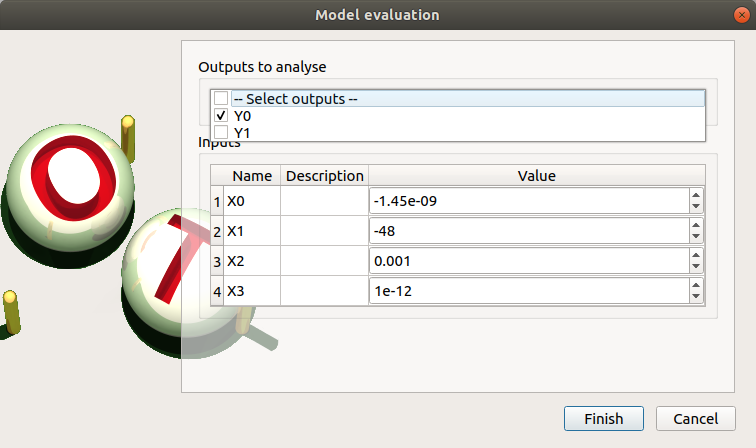 Model evaluation
Outputs to analyse
-- Select outputs --
Y0
Y1
Inputs
Name Description Value
1 X0 -1.45e-09
2 X1 -48
3 X2 0.001
4 X3 1e-12
Finish Cancel